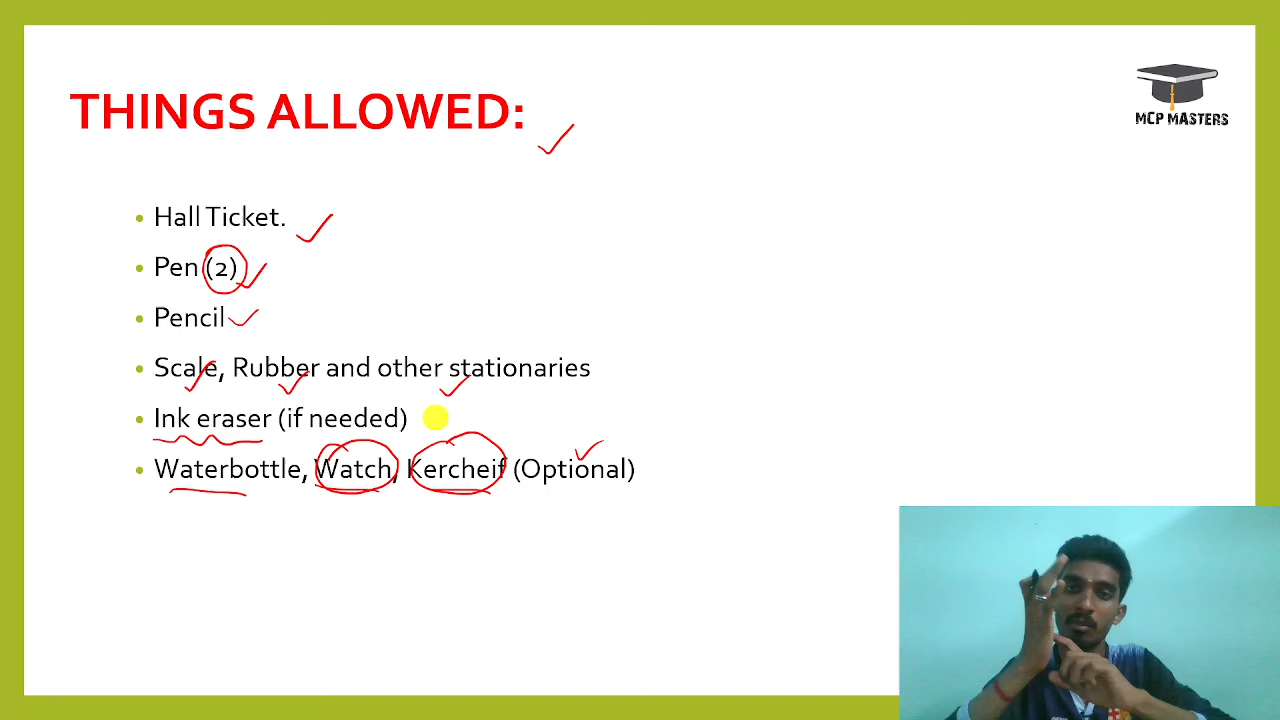 THINGS ALLOWED:
MCP MASTERS
Hall Ticket.
Pen (2)
Pencil
Scale, Rubber and other stationaries
Ink eraser (if needed)
Waterbottle, Watch, Kercheif (Optional)